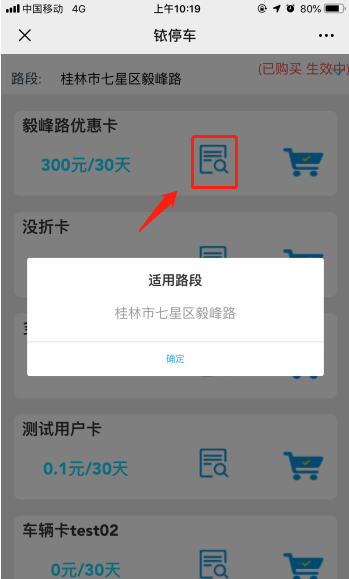 中国移动 4G 上午10:19 80%
铱停车
(已购买 生效中)
路段: 桂林市七星区毅峰路
毅峰路优惠卡
300元/30天
没折卡
适用路段
桂林市七星区毅峰路
确定
测试用户卡
0.1元/30天
车辆卡test02
0元/30天